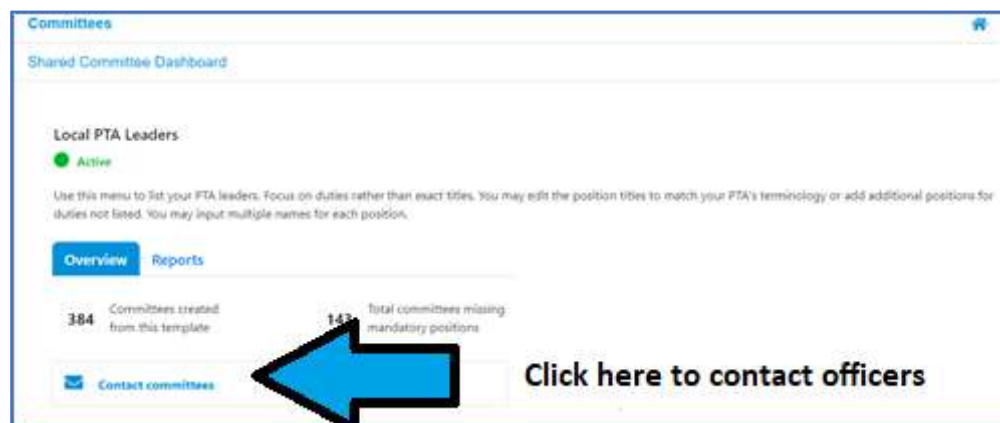 Committees
Shared Committee Dashboard
Local PTA Leaders
Active
Use this menu to list your PTA leaders. Focus on duties rather than exact titles. You may edit the position titles to match your PTA's terminology or add additional positions for
duties not listed. You may input multiple names for each position.
Overview Reports
384 Committees created
from this template
143 Total committees missing
mandatory positions
Contact committees
Click here to contact officers